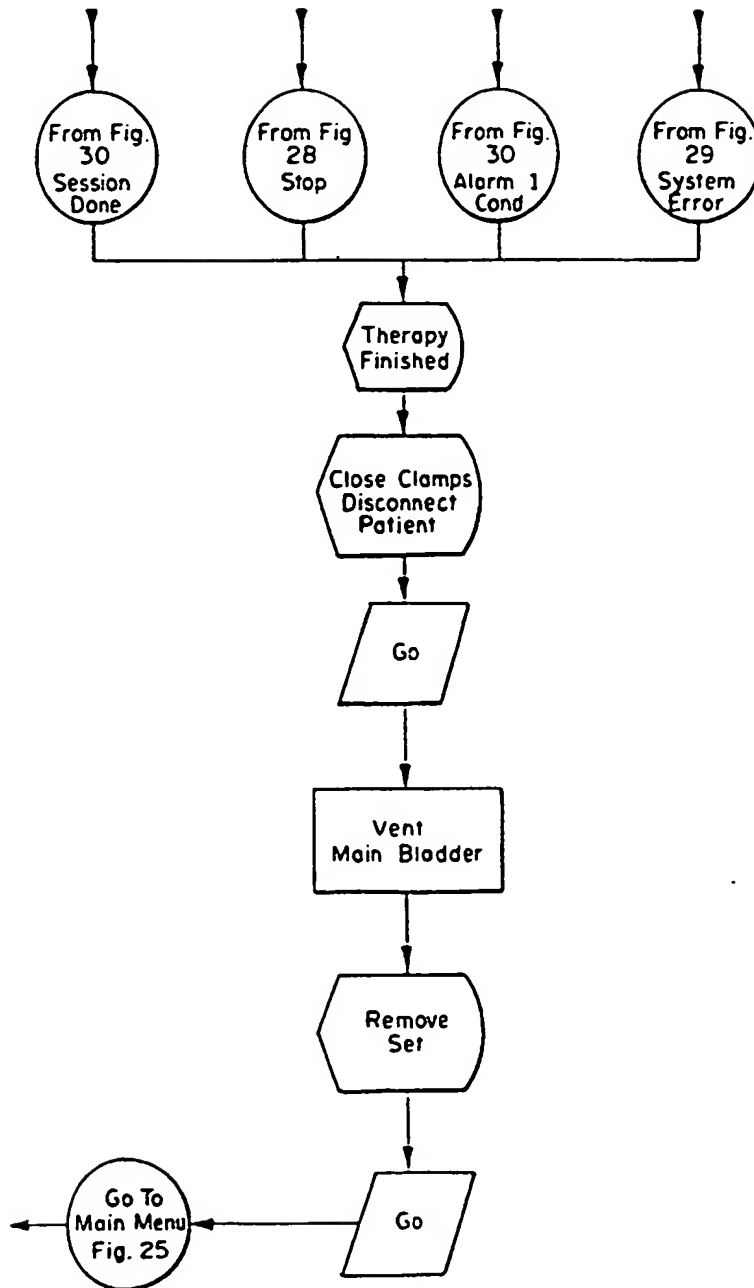 From Fig.
30
Session
Done
From Fig
28
Stop
From Fig.
30
Alarm 1
Cond
From Fig.
29
System
Error
Therapy
Finished
Close Clamps
Disconnect
Patient
Go
Vent
Main Bladder
Remove
Set
Go
Go To
Main Menu
Fig. 25